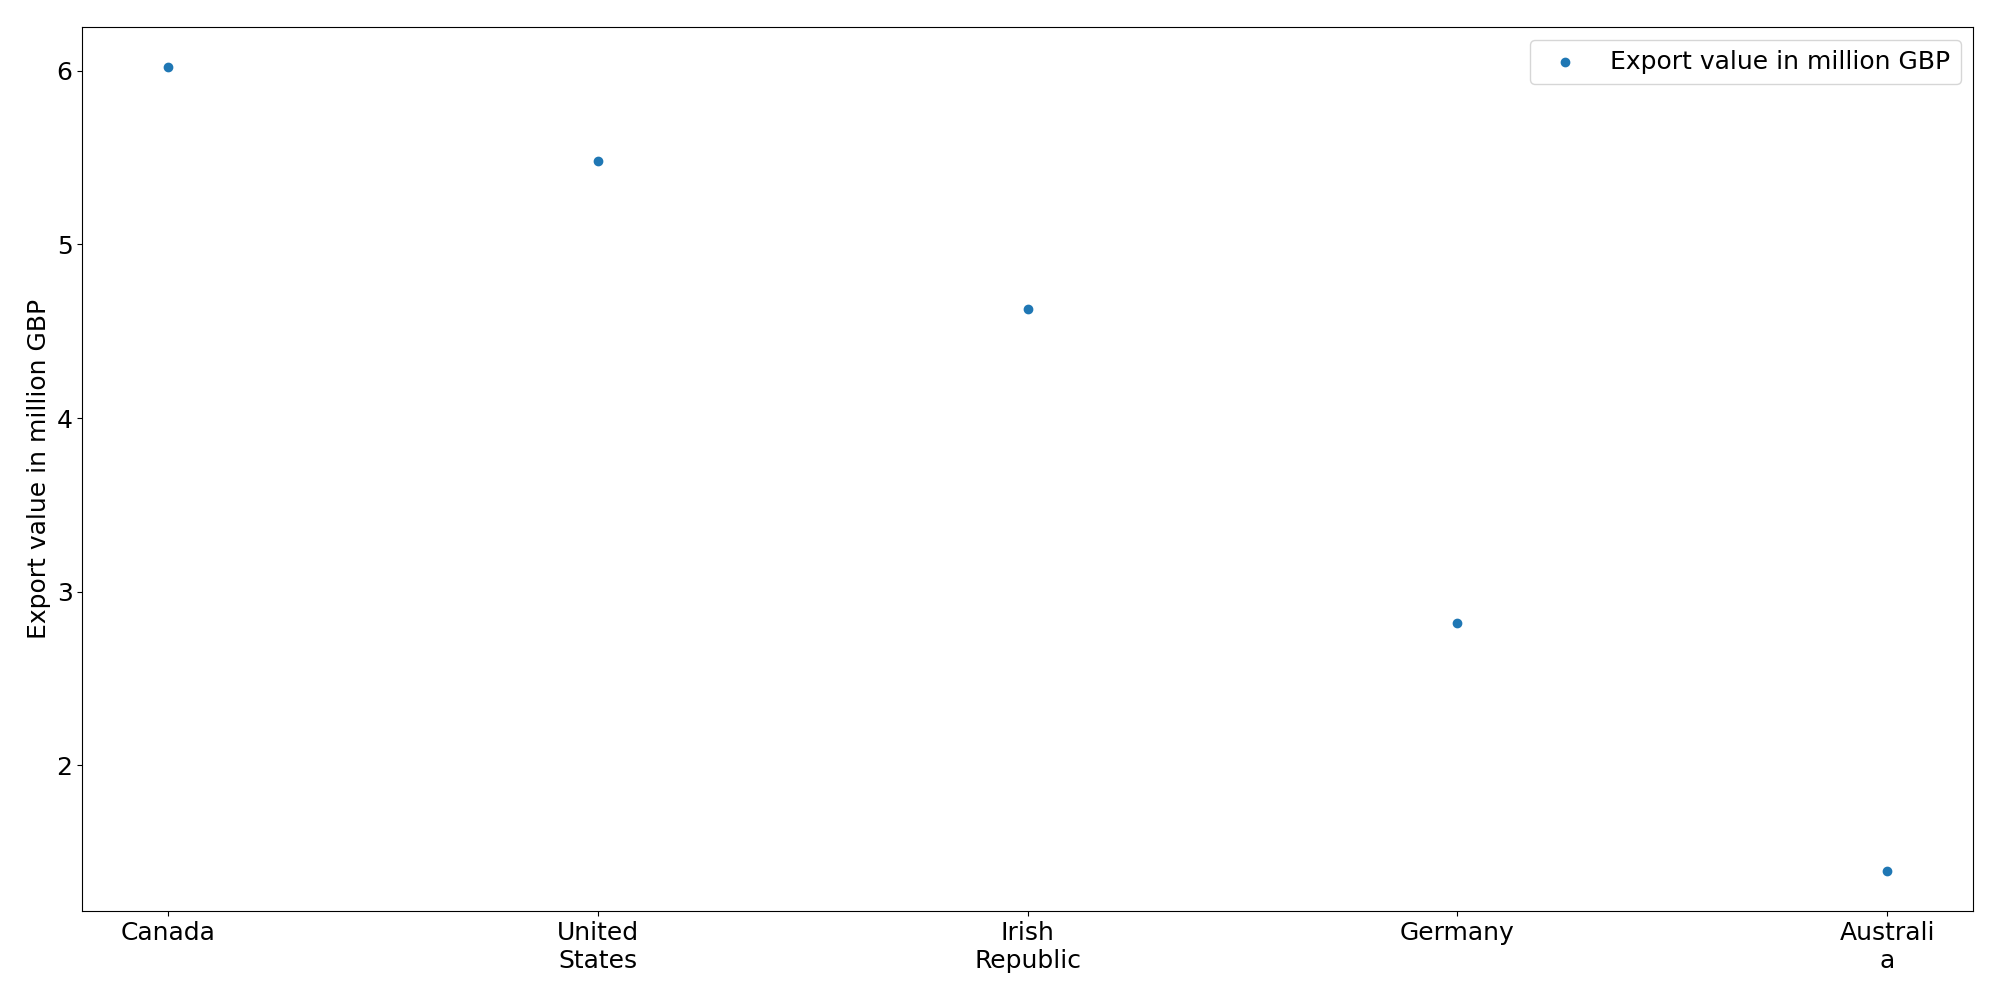 Export value in million GBP
6
5
4
3
2
Export value in million GBP
Canada
United
States
Irish
Republic
Germany
Australi
a